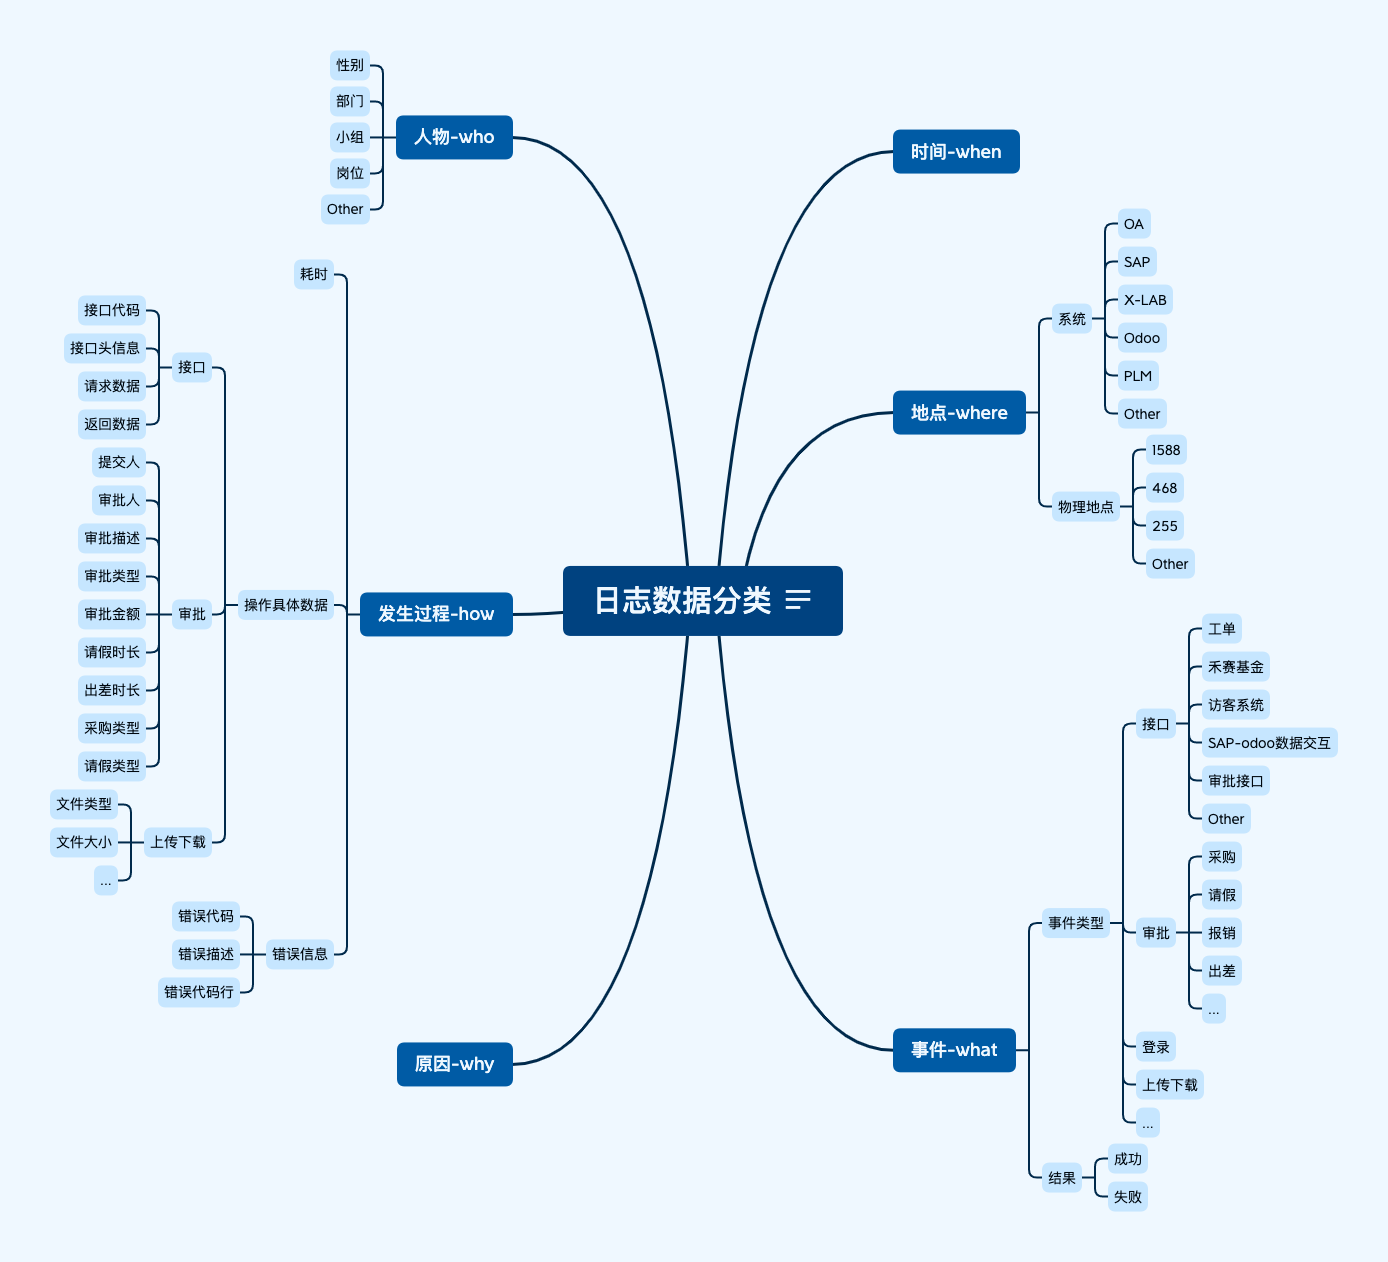 日志数据分类
时间-when
地点-where
系统
OA
SAP
X-LAB
Odoo
PLM
Other
物理地点
1588
468
255
Other
事件-what
事件类型
接口
工单
禾赛基金
访客系统
SAP-odoo数据交互
审批接口
Other
审批
采购
请假
报销
出差
...
登录
上传下载
...
结果
成功
失败
人物-who
性别
部门
小组
岗位
Other
发生过程-how
耗时
操作具体数据
接口
接口代码
接口头信息
请求数据
返回数据
审批
提交人
审批人
审批描述
审批类型
审批金额
请假时长
出差时长
采购类型
请假类型
上传下载
文件类型
文件大小
...
错误信息
错误代码
错误描述
错误代码行
原因-why